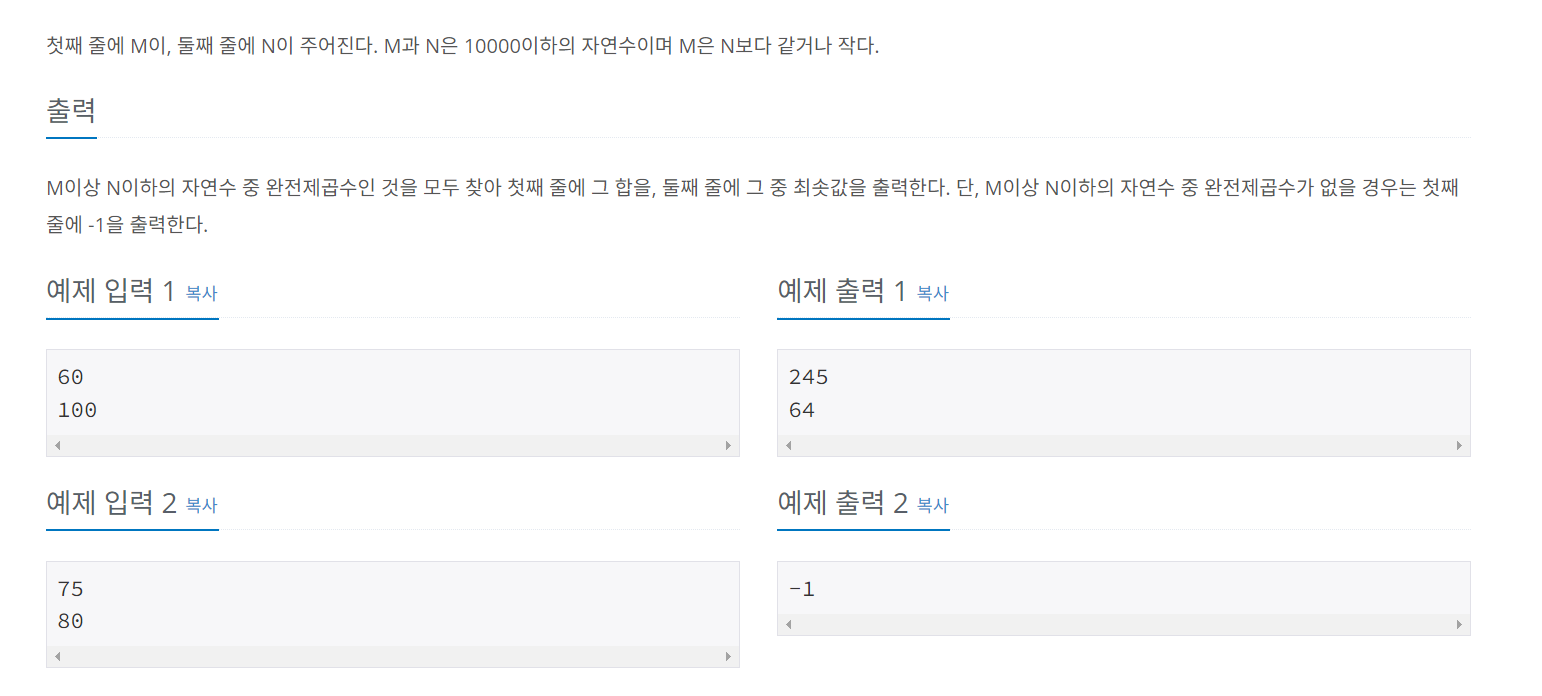 첫째 줄에 M이, 둘째 줄에 N이 주어진다. M과 N은 10000이하의 자연수이며 M은 N보다 같거나 작다.
출력
M이상 N이하의 자연수 중 완전제곱수인 것을 모두 찾아 첫째 줄에 그 합을, 둘째 줄에 그 중 최솟값을 출력한다. 단, M이상 N이하의 자연수 중 완전제곱수가 없을 경우는 첫째
줄에 -1을 출력한다.
예제 입력 1 복사
60
100
예제 출력 1 복사
245
64
예제 입력 2 복사
75
80
예제 출력 2 복사
-1